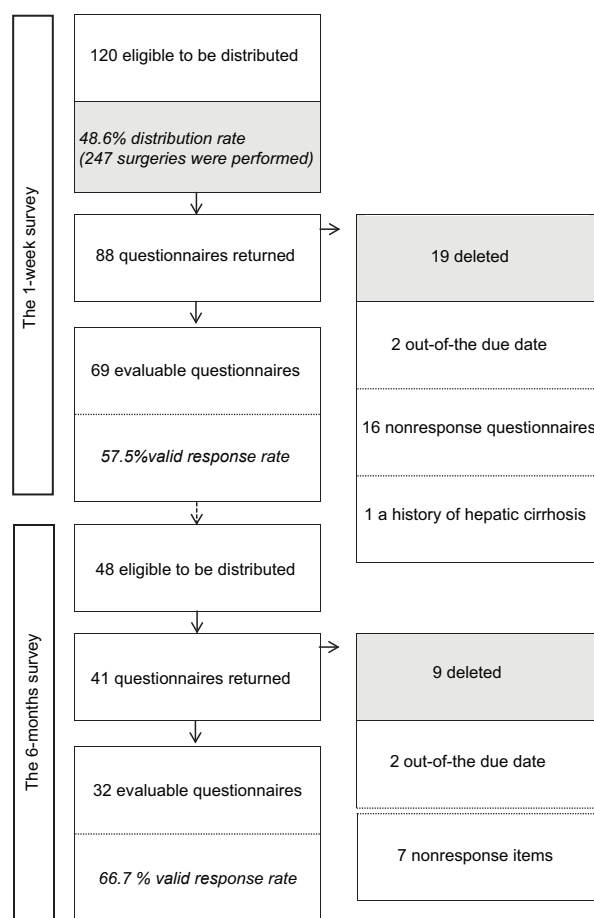 The 1-week survey
120 eligible to be distributed
48.6% distribution rate
(247 surgeries were performed)
88 questionnaires returned
19 deleted
2 out-of-the due date
16 nonresponse questionnaires
1 a history of hepatic cirrhosis
69 evaluable questionnaires
57.5%valid response rate
The 6-months survey
48 eligible to be distributed
41 questionnaires returned
9 deleted
2 out-of-the due date
7 nonresponse items
32 evaluable questionnaires
66.7 % valid response rate